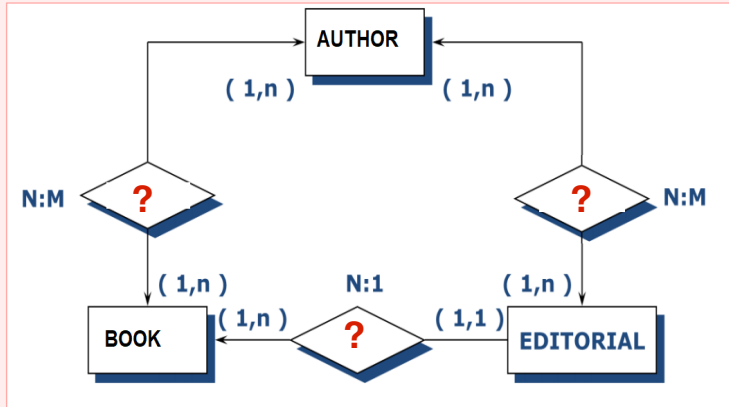 AUTHOR
( 1,n )
( 1,n )
N:M
?
?
N:M
( 1,n )
N:1
( 1,n )
( 1,n )
( 1,1 )
BOOK
?
EDITORIAL